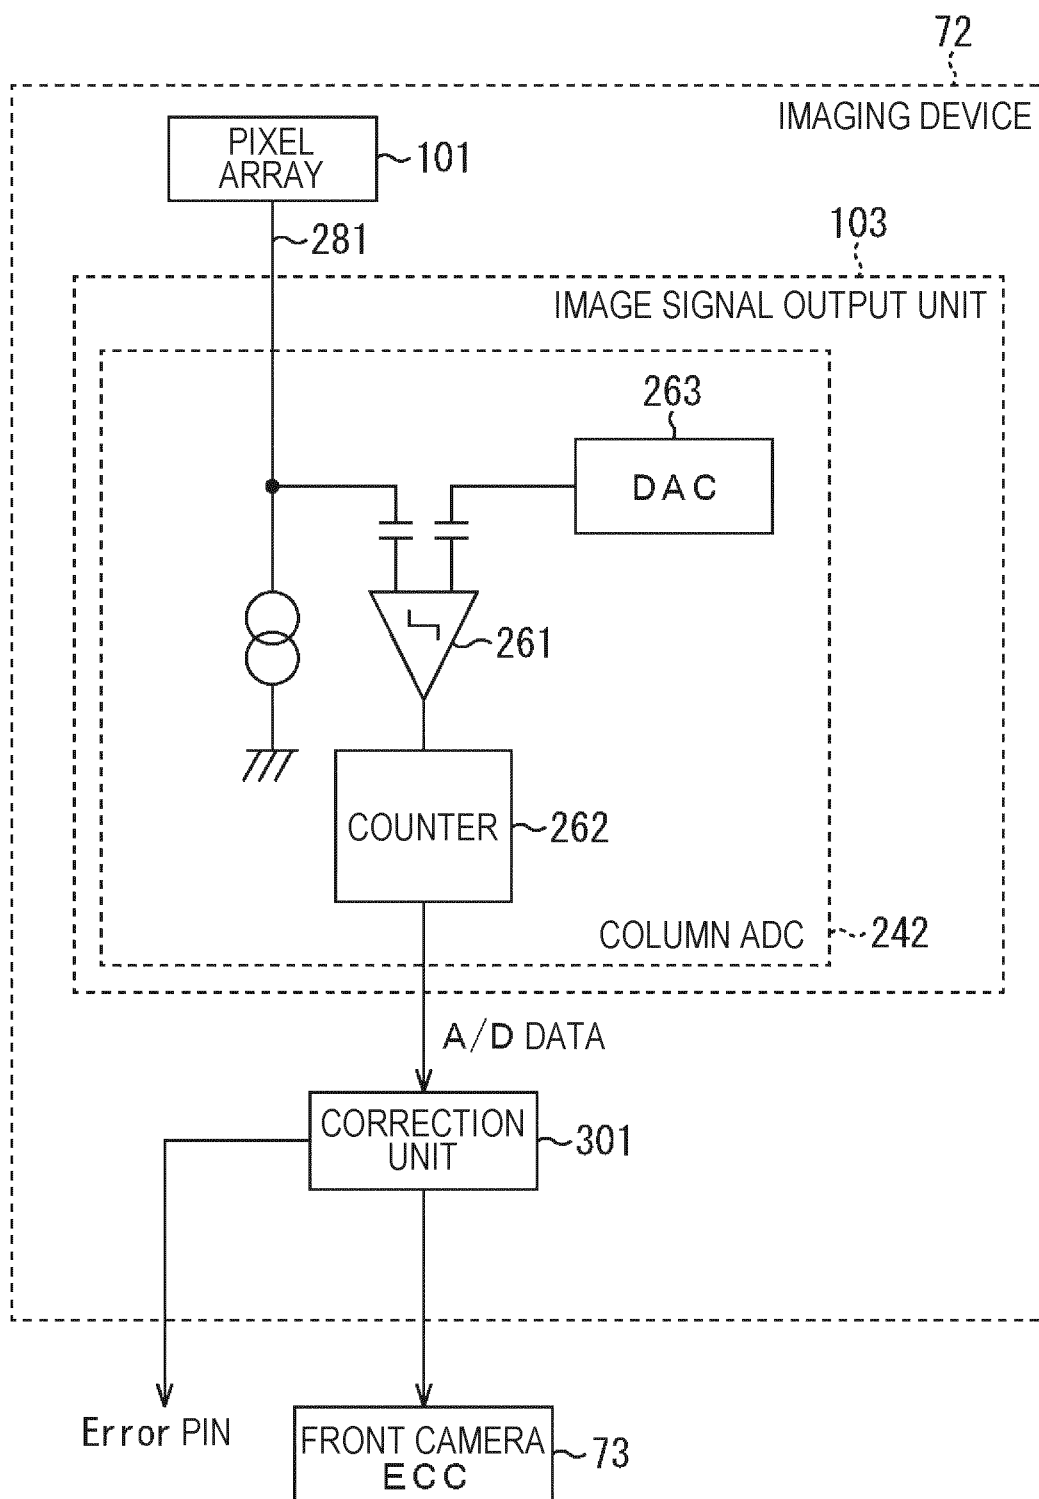 72
IMAGING DEVICE
PIXEL
ARRAY
101
281
103
IMAGE SIGNAL OUTPUT UNIT
263
DAC
261
COUNTER
262
COLUMN ADC
242
A/D DATA
CORRECTION
UNIT
301
Error PIN
FRONT CAMERA
ECC
73